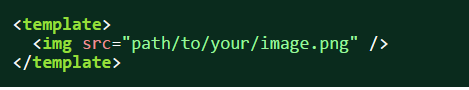 <template>
  <img src="path/to/your/image.png" />
</template>